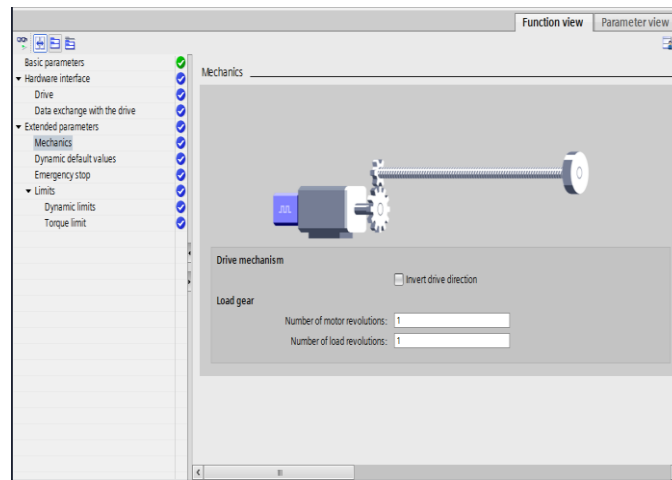 Function view
Parameter view
Basic parameters
Hardware interface
Drive
Data exchange with the drive
Extended parameters
Mechanics
Dynamic default values
Emergency stop
Limits
Dynamic limits
Torque limit
Mechanics
Drive mechanism
Invert drive direction
Load gear
Number of motor revolutions: 1
Number of load revolutions: 1